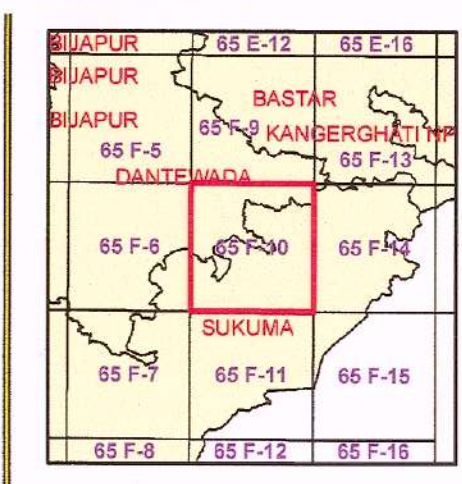 BIJAPUR 65 E-12 65 E-16
BIJAPUR
BASTAR
BIJAPUR 65 F-9 KANGERGHATI NP
65 F-5 65 F-13
DANTEWADA
65 F-6 65 F-10 65 F-14
SUKUMA
65 F-7 65 F-11 65 F-15
65 F-8 65 F-12 65 F-16